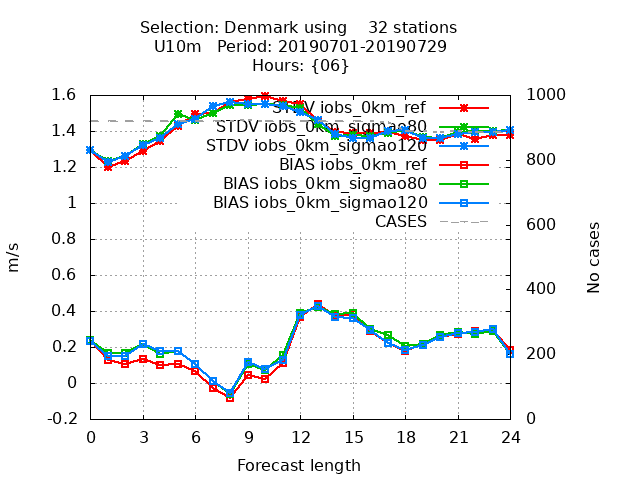 Selection: Denmark using    32 stations
U10m   Period: 20190701-20190729
Hours: {06}
1.6
1.4
1.2
1
0.8
0.6
0.4
0.2
0
-0.2
m/s
STDV iobs_0km_ref
STDV iobs_0km_sigmao80
STDV iobs_0km_sigmao120
BIAS iobs_0km_ref
BIAS iobs_0km_sigmao80
BIAS iobs_0km_sigmao120
CASES
1000
800
600
400
200
0
No cases
0 3 6 9 12 15 18 21 24
Forecast length